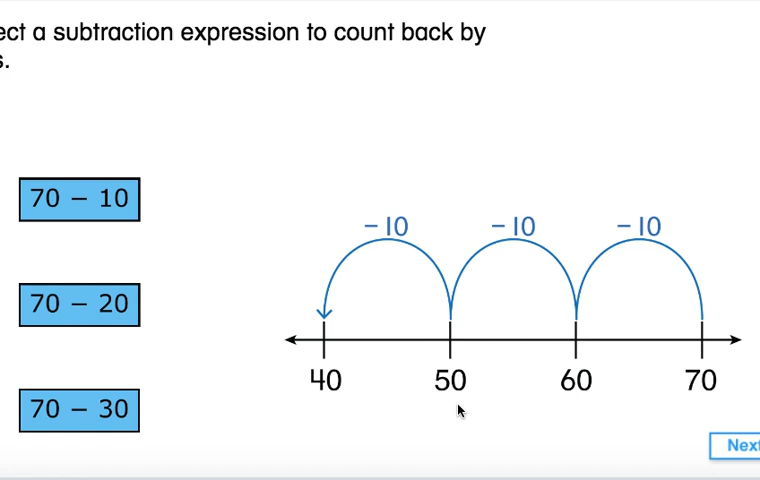 ect a subtraction expression to count back by
s.
70 − 10
70 − 20
70 − 30
−10 −10 −10
40 50 60 70
Next